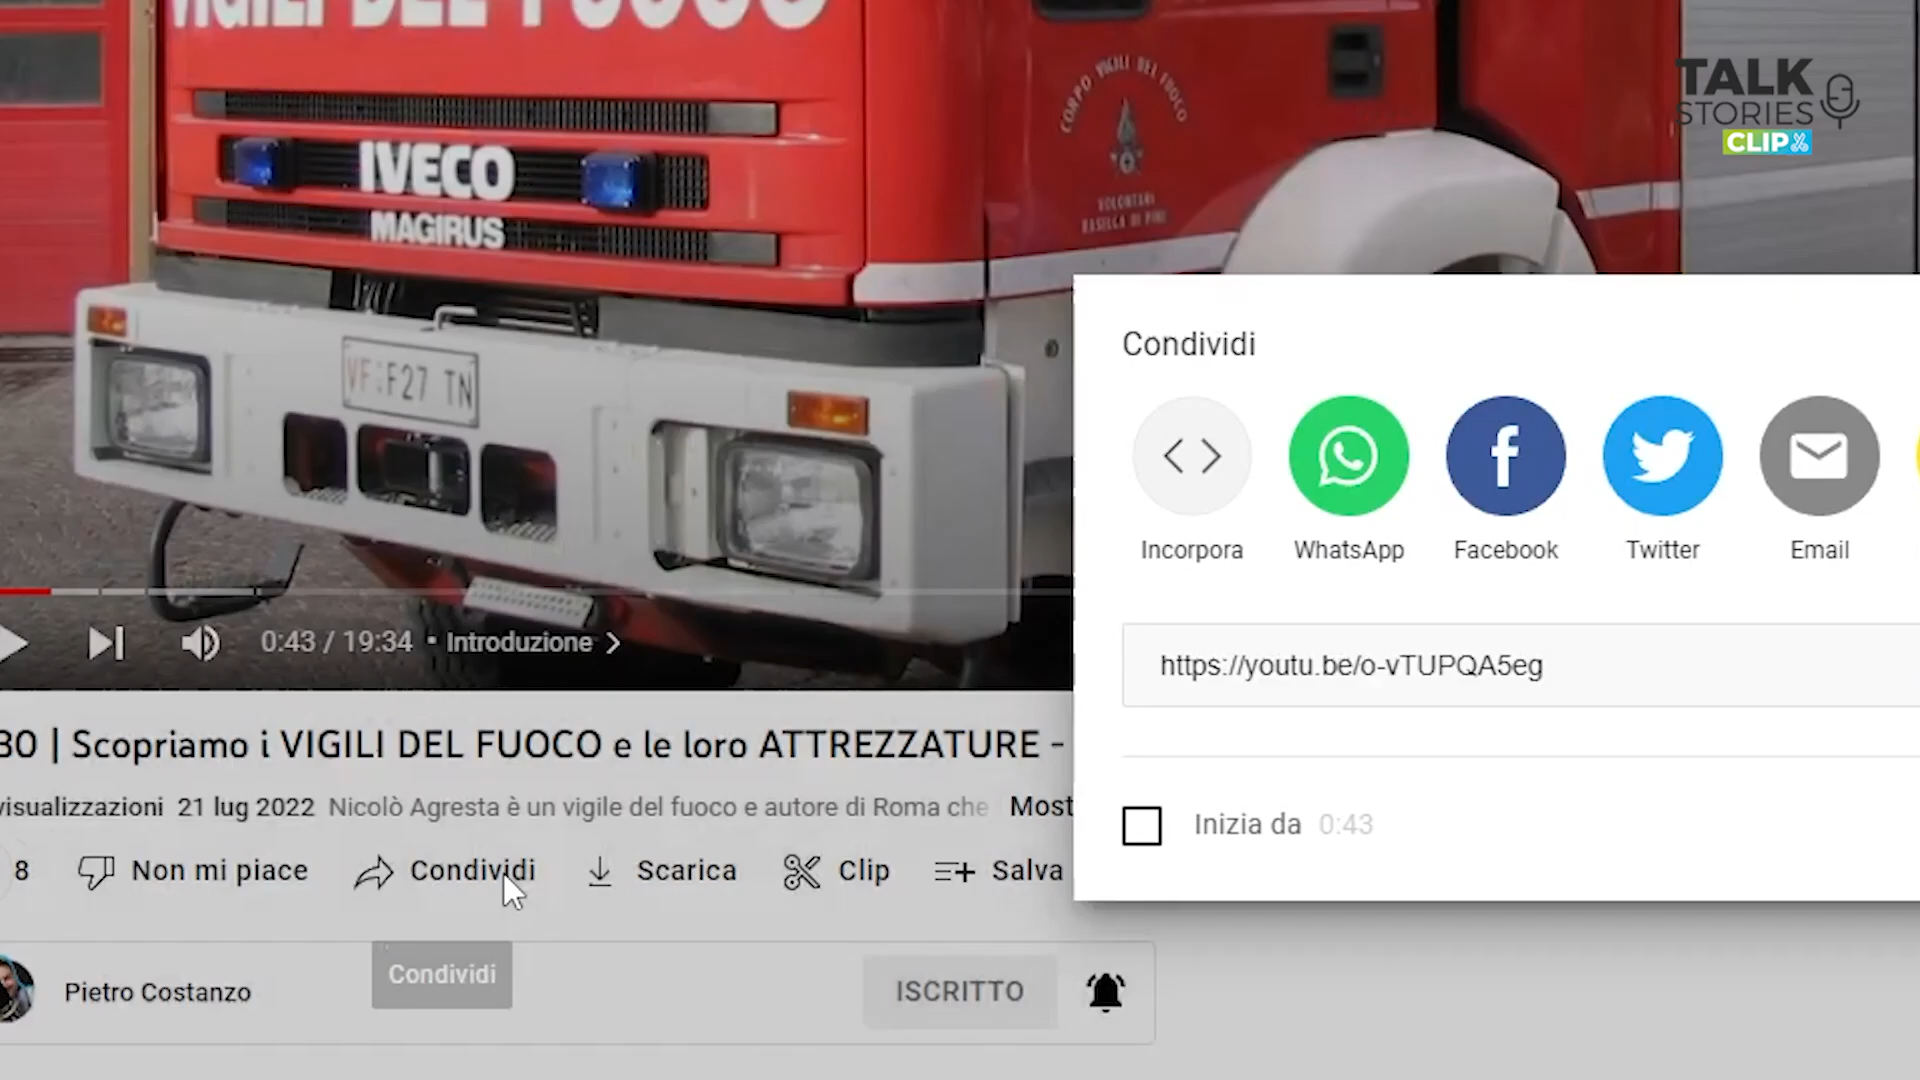 VIGILI DEL FUOCO
IVECO
MAGIRUS
CORPO VIGILI DEL FUOCO
VOLONTARI
BASELGA DI PINÉ
VF·F27 TN
TALK
STORIES
CLIP
Condividi
Incorpora WhatsApp Facebook Twitter Email
https://youtu.be/o-vTUPQA5eg
Inizia da 0:43
0:43 / 19:34 • Introduzione
30 | Scopriamo i VIGILI DEL FUOCO e le loro ATTREZZATURE -
visualizzazioni 21 lug 2022 Nicolò Agresta è un vigile del fuoco e autore di Roma che Most
8 Non mi piace Condividi Scarica Clip Salva
Pietro Costanzo
Condividi
ISCRITTO